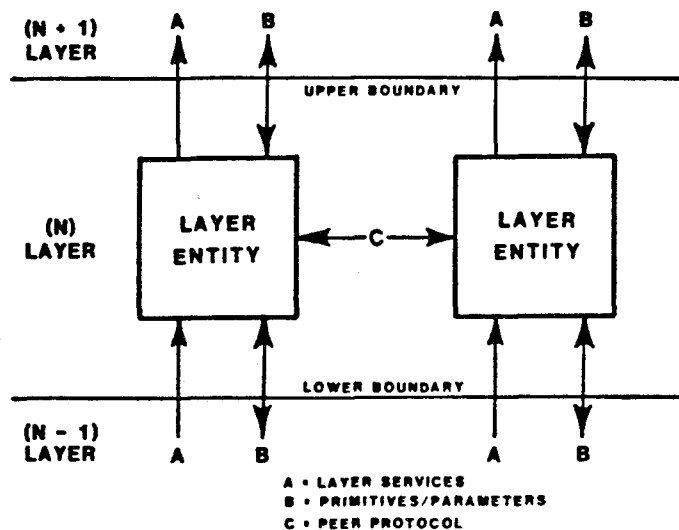 (N + 1)
LAYER
A B A B
UPPER BOUNDARY
(N)
LAYER
LAYER
ENTITY
C
LAYER
ENTITY
LOWER BOUNDARY
(N - 1)
LAYER
A B A B
A = LAYER SERVICES
B = PRIMITIVES/PARAMETERS
C = PEER PROTOCOL